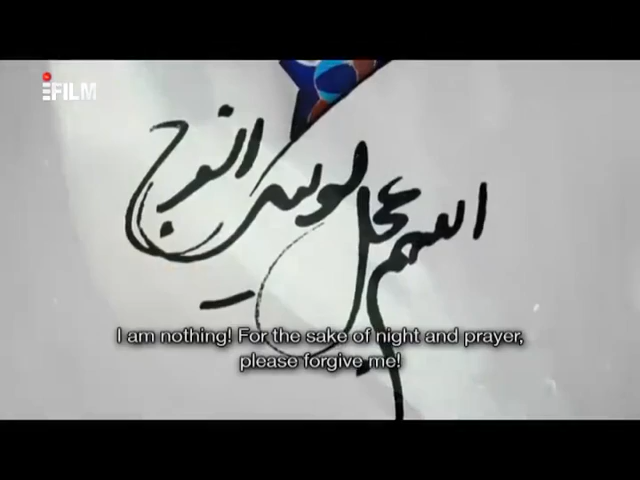 iFILM
اللهم عجل لولیک الفرج
I am nothing! For the sake of night and prayer,
please forgive me!